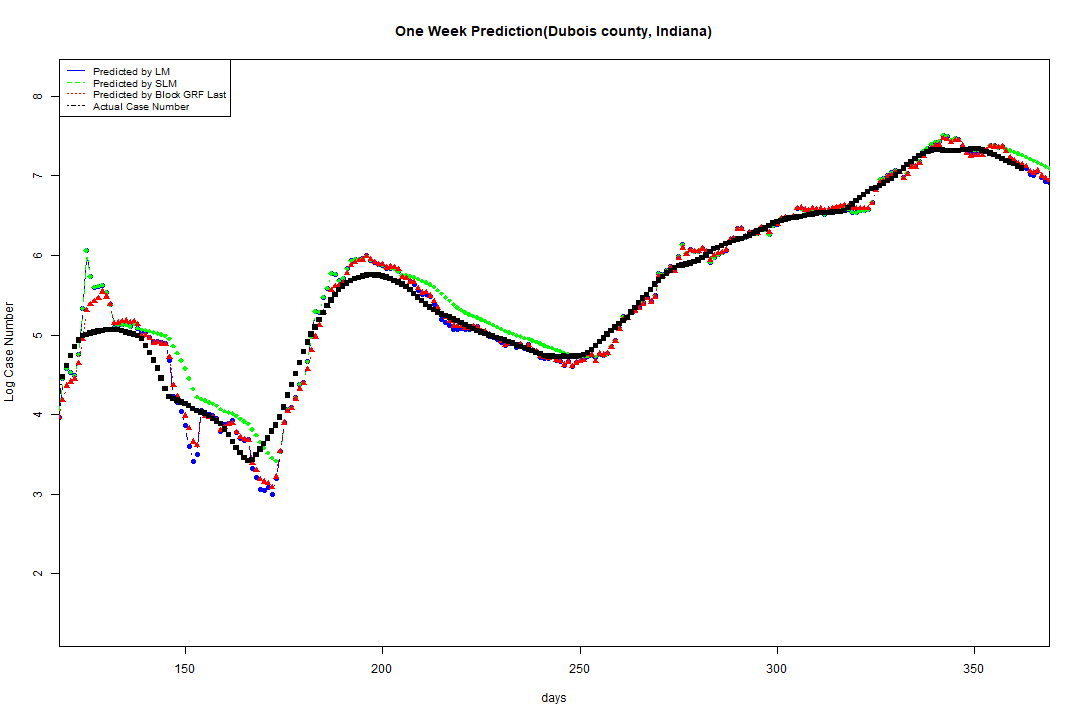 One Week Prediction(Dubois county, Indiana)
Predicted by LM
Predicted by SLM
Predicted by Block GRF Last
Actual Case Number
8
7
6
5
4
3
2
Log Case Number
150 200 250 300 350
days